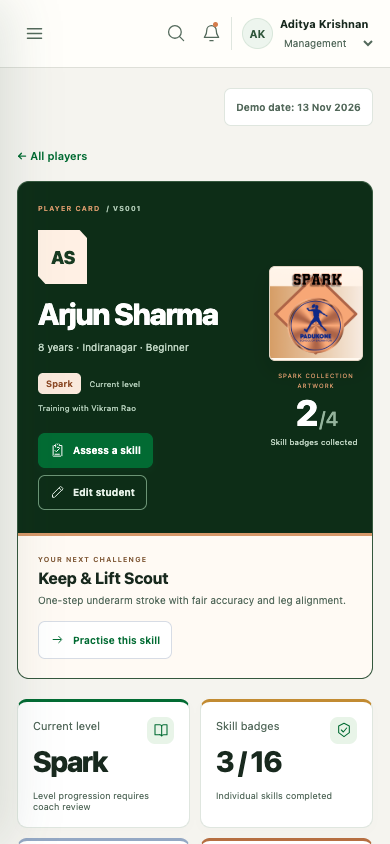 AK
Aditya Krishnan
Management
Demo date: 13 Nov 2026
← All players
PLAYER CARD / VS001
AS
Arjun Sharma
8 years · Indiranagar · Beginner
Spark Current level
Training with Vikram Rao
Assess a skill
Edit student
SPARK
PADUKONE
SPARK COLLECTION
ARTWORK
2/4
Skill badges collected
YOUR NEXT CHALLENGE
Keep & Lift Scout
One-step underarm stroke with fair accuracy and leg alignment.
→ Practise this skill
Current level
Spark
Level progression requires
coach review
Skill badges
3/16
Individual skills completed